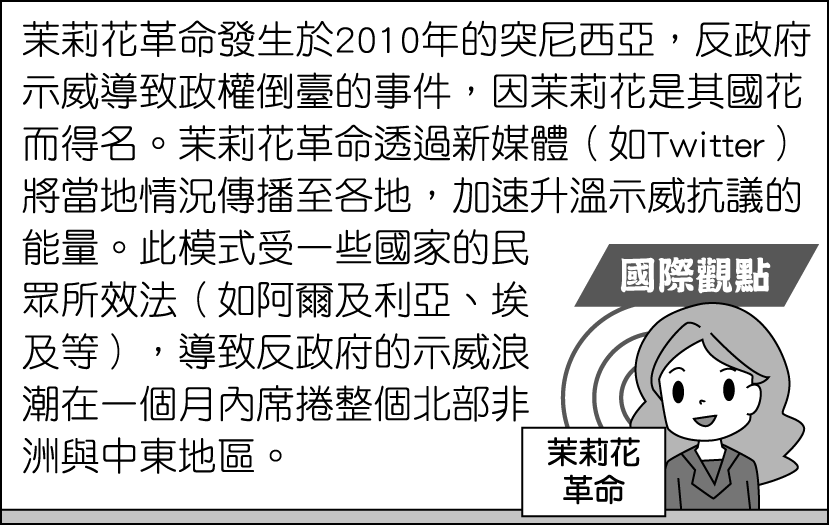 茉莉花革命發生於2010年的突尼西亞，反政府
示威導致政權倒臺的事件，因茉莉花是其國花
而得名。茉莉花革命透過新媒體（如Twitter）
將當地情況傳播至各地，加速升溫示威抗議的
能量。此模式受一些國家的民
眾所效法（如阿爾及利亞、埃
及等），導致反政府的示威浪
潮在一個月內席捲整個北部非
洲與中東地區。
國際觀點
茉莉花
革命